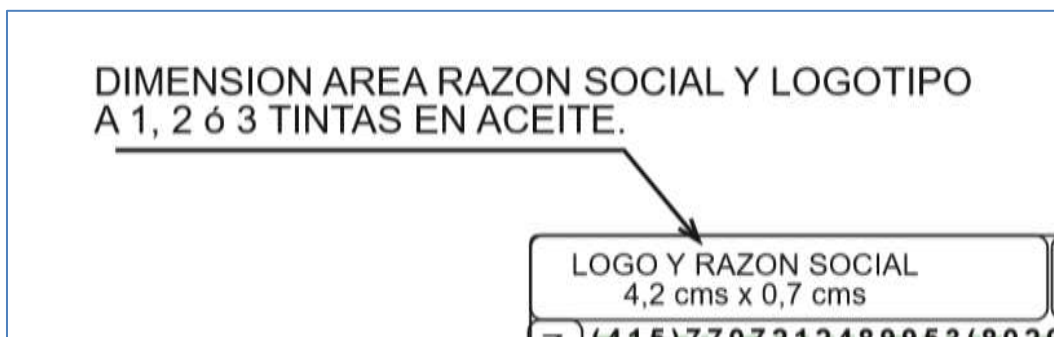 DIMENSION AREA RAZON SOCIAL Y LOGOTIPO
A 1, 2 ó 3 TINTAS EN ACEITE.
LOGO Y RAZON SOCIAL
4,2 cms x 0,7 cms